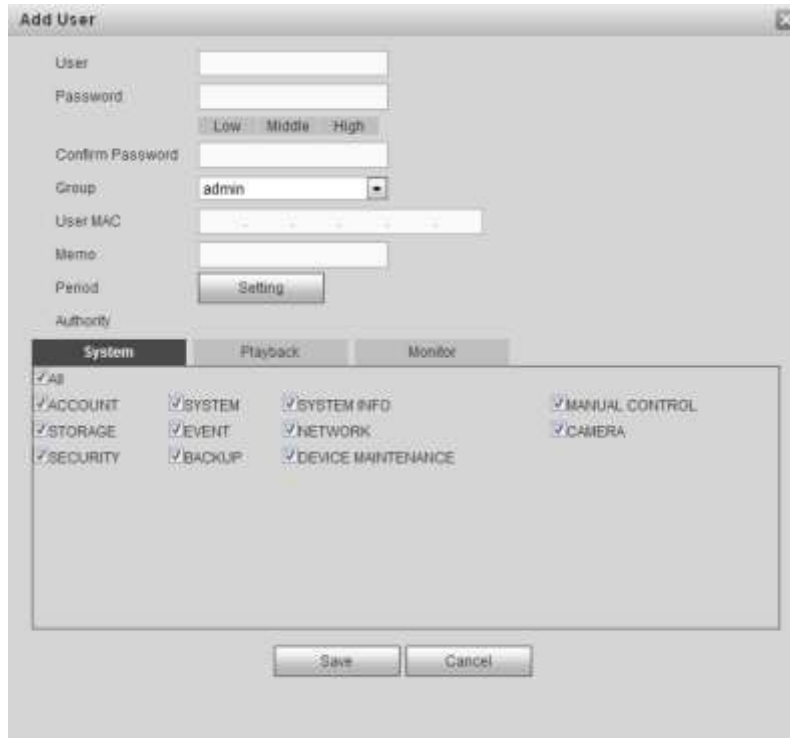 Add User
User
Password
Low Middle High
Confirm Password
Group admin
User MAC
Memo
Period Setting
Authority
System Playback Monitor
All
ACCOUNT SYSTEM SYSTEM INFO MANUAL CONTROL
STORAGE EVENT NETWORK CAMERA
SECURITY BACKUP DEVICE MAINTENANCE
Save Cancel